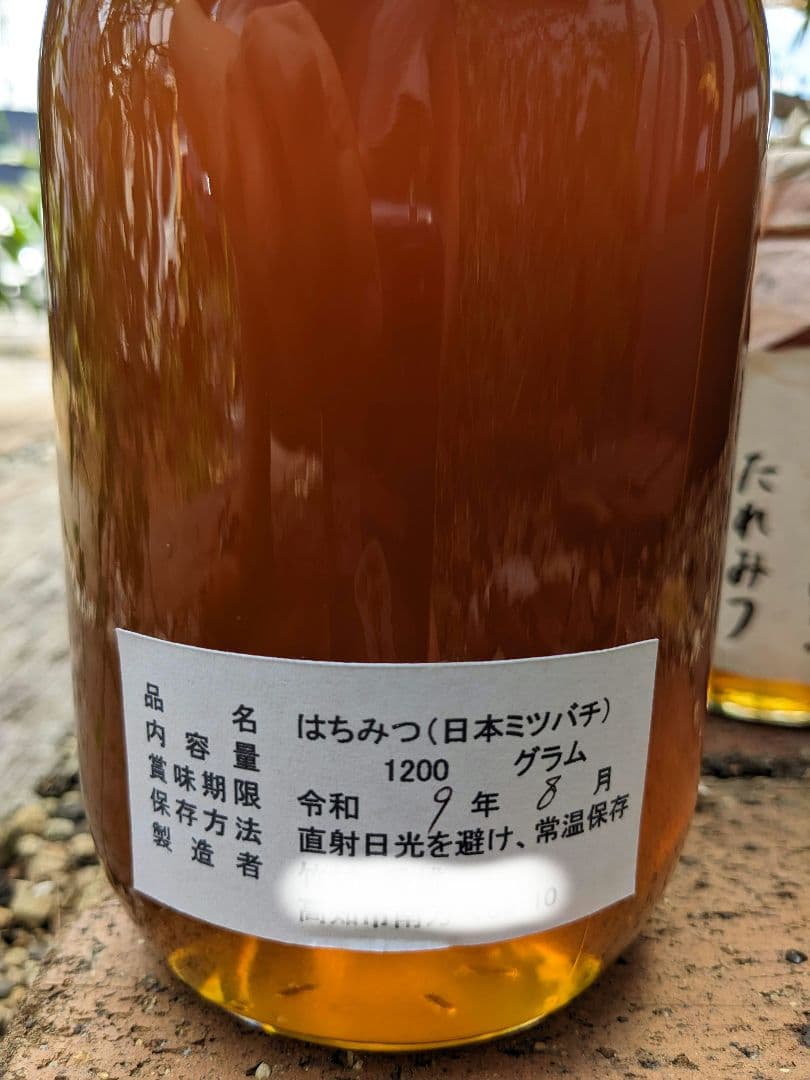 品名 はちみつ(日本ミツバチ)
内容量 1200 グラム
賞味期限 令和 9年 8月
保存方法 直射日光を避け、常温保存
製造者
10
たれみつ